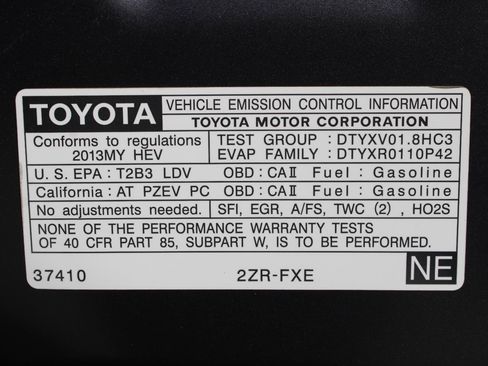 TOYOTA VEHICLE EMISSION CONTROL INFORMATION
TOYOTA MOTOR CORPORATION
Conforms to regulations TEST GROUP : DTYXV01.8HC3
2013MY HEV EVAP FAMILY : DTYXR0110P42
U. S. EPA : T2B3 LDV OBD : CAⅡ Fuel : Gasoline
California : AT PZEV PC OBD : CAⅡ Fuel : Gasoline
No adjustments needed. SFI, EGR, A/FS, TWC (2) , HO2S
NONE OF THE PERFORMANCE WARRANTY TESTS
OF 40 CFR PART 85, SUBPART W, IS TO BE PERFORMED.
37410 2ZR-FXE NE